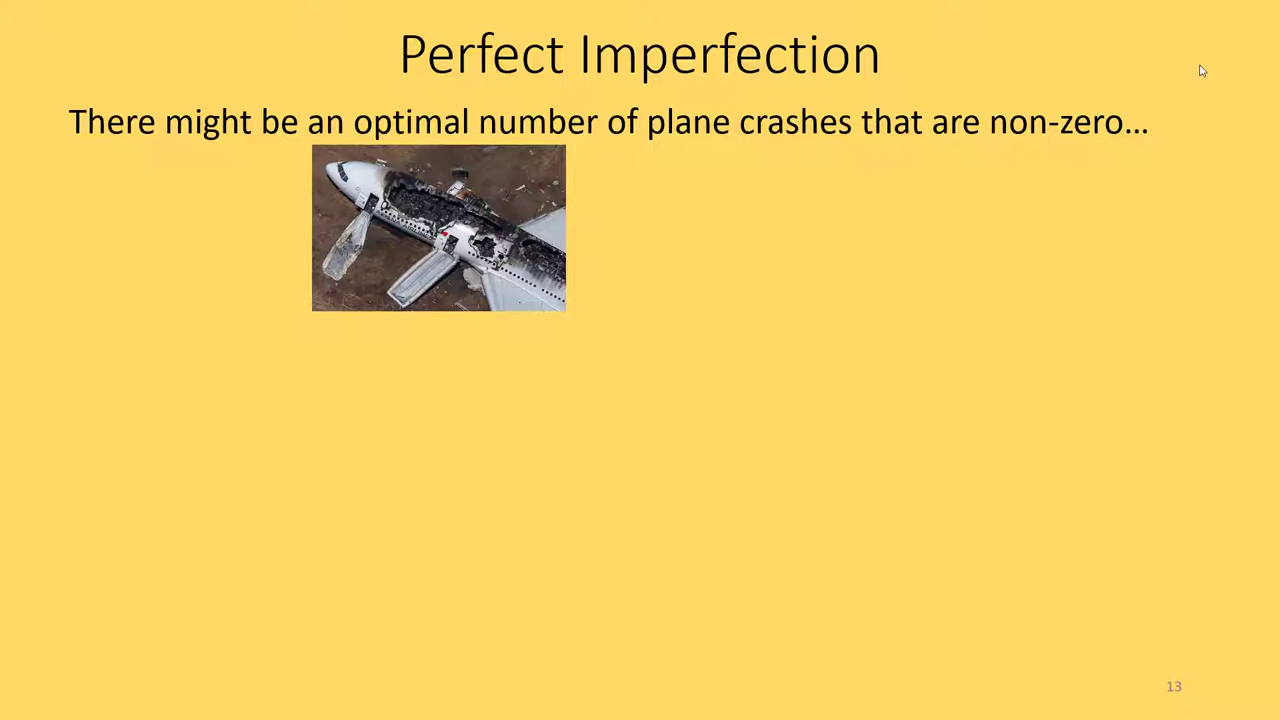 Perfect Imperfection
There might be an optimal number of plane crashes that are non-zero…
13